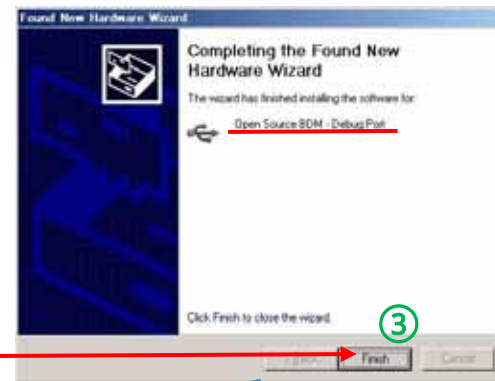 Found New Hardware Wizard
Completing the Found New
Hardware Wizard
The wizard has finished installing the software for:
Open Source BDM - Debug Port
Click Finish to close the wizard.
③
< Back Finish Cancel